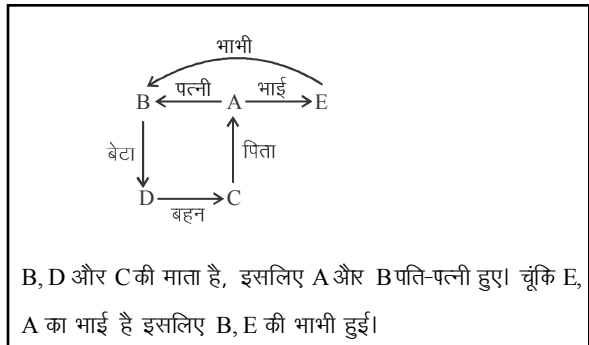 भाभी
पत्नी भाई
B A E
बेटा पिता
D C
बहन
B, D और C की माता है, इसलिए A और B पति-पत्नी हुए। चूंकि E,
A का भाई है इसलिए B, E की भाभी हुई।